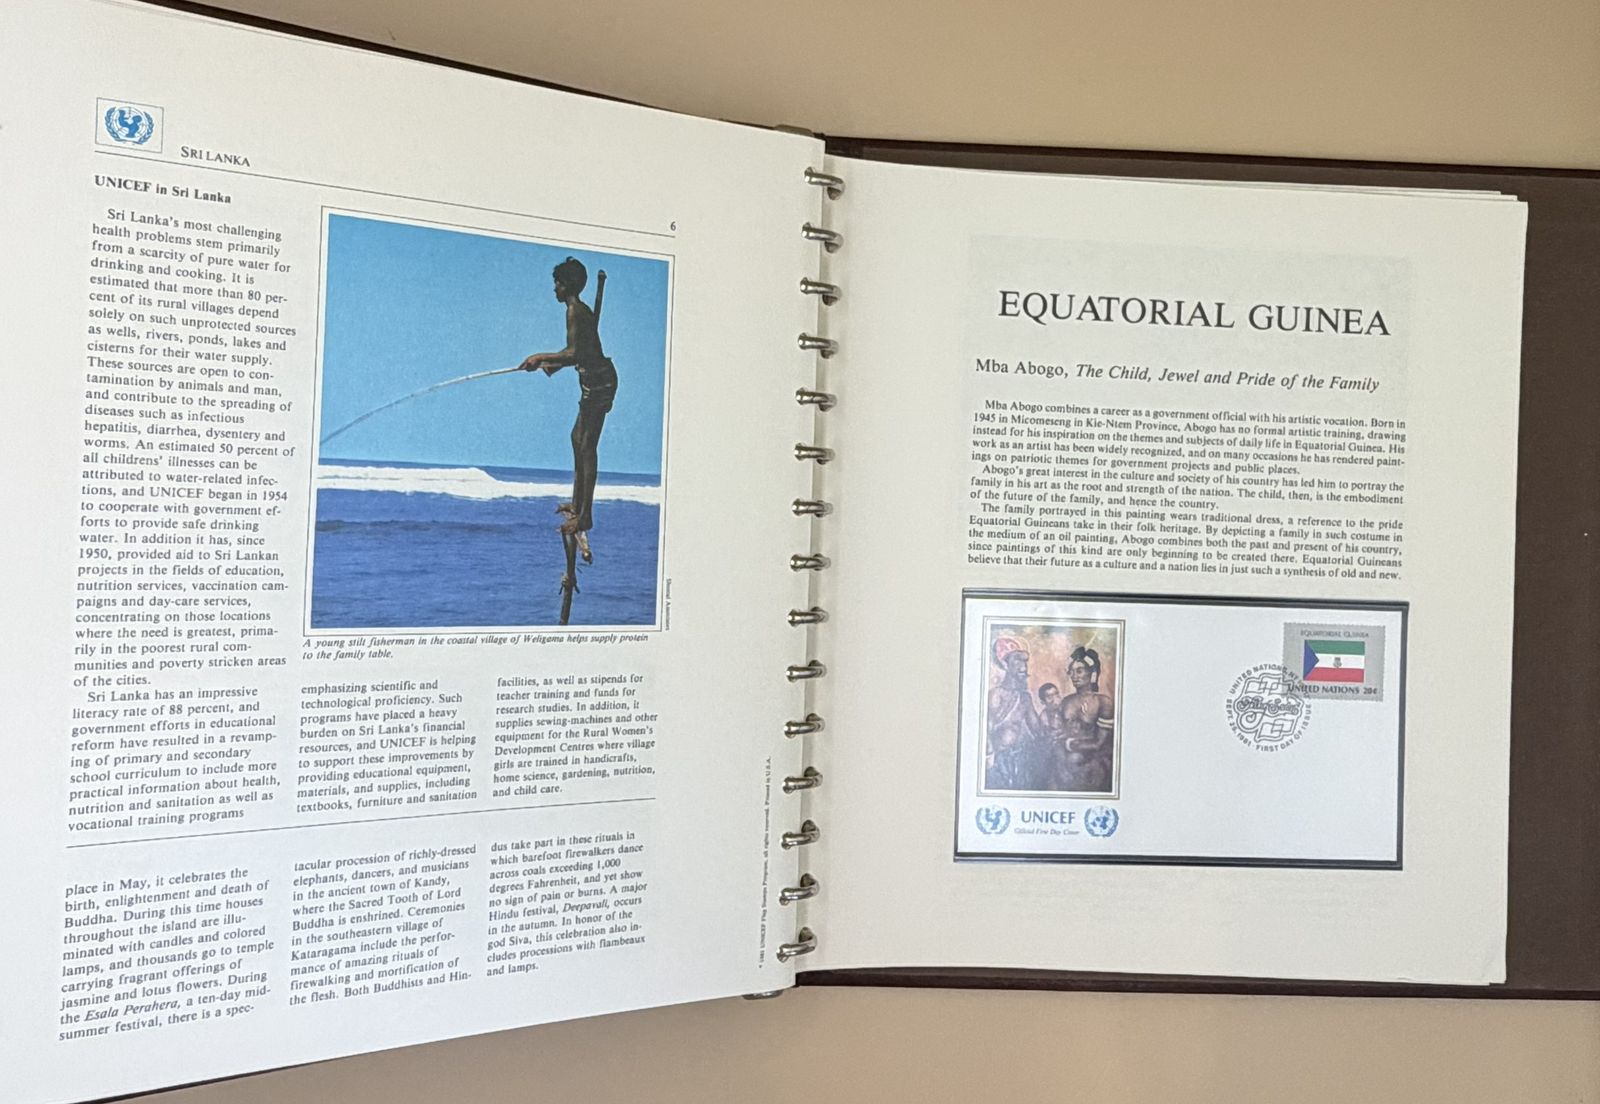 SRI LANKA
6
UNICEF in Sri Lanka
Sri Lanka's most challenging
health problems stem primarily
from a scarcity of pure water for
drinking and cooking. It is
estimated that more than 80 per-
cent of its rural villages depend
solely on such unprotected sources
as wells, rivers, ponds, lakes and
cisterns for their water supply.
These sources are open to con-
tamination by animals and man,
and contribute to the spreading of
diseases such as infectious
hepatitis, diarrhea, dysentery and
worms. An estimated 50 percent of
all childrens' illnesses can be
attributed to water-related infec-
tions, and UNICEF began in 1954
to cooperate with government ef-
forts to provide safe drinking
water. In addition it has, since
1950, provided aid to Sri Lankan
projects in the fields of education,
nutrition services, vaccination cam-
paigns and day-care services,
concentrating on those locations
where the need is greatest, prima-
rily in the poorest rural com-
munities and poverty stricken areas
of the cities.
Sri Lanka has an impressive
literacy rate of 88 percent, and
government efforts in educational
reform have resulted in a revamp-
ing of primary and secondary
school curriculum to include more
practical information about health,
nutrition and sanitation as well as
vocational training programs
A young stilt fisherman in the coastal village of Weligama helps supply protein
to the family table.
emphasizing scientific and
technological proficiency. Such
programs have placed a heavy
burden on Sri Lanka's financial
resources, and UNICEF is helping
to support these improvements by
providing educational equipment,
materials, and supplies, including
textbooks, furniture and sanitation
facilities, as well as stipends for
teacher training and funds for
research studies. In addition, it
supplies sewing-machines and other
equipment for the Rural Women's
Development Centres where village
girls are trained in handicrafts,
home science, gardening, nutrition,
and child care.
place in May, it celebrates the
birth, enlightenment and death of
Buddha. During this time houses
throughout the island are illu-
minated with candles and colored
lamps, and thousands go to temple
carrying fragrant offerings of
jasmine and lotus flowers. During
the Esala Perahera, a ten-day mid-
summer festival, there is a spec-
tacular procession of richly-dressed
elephants, dancers, and musicians
in the ancient town of Kandy,
where the Sacred Tooth of Lord
Buddha is enshrined. Ceremonies
in the southeastern village of
Kataragama include the perfor-
mance of amazing rituals of
firewalking and mortification of
the flesh. Both Buddhists and Hin-
dus take part in these rituals in
which barefoot firewalkers dance
across coals exceeding 1,000
degrees Fahrenheit, and yet show
no sign of pain or burns. A major
Hindu festival, Deepavali, occurs
in the autumn. In honor of the
god Siva, this celebration also in-
cludes processions with flambeaux
and lamps.
1981 UNICEF Flag Stamp Program, all rights reserved. Printed in U.S.A.
EQUATORIAL GUINEA
Mba Abogo, The Child, Jewel and Pride of the Family
Mba Abogo combines a career as a government official with his artistic vocation. Born in
1945 in Micomeseng in Kie-Ntem Province, Abogo has no formal artistic training, drawing
instead for his inspiration on the themes and subjects of daily life in Equatorial Guinea. His
work as an artist has been widely recognized, and on many occasions he has rendered paint-
ings on patriotic themes for government projects and public places.
Abogo's great interest in the culture and society of his country has led him to portray the
family in his art as the root and strength of the nation. The child, then, is the embodiment
of the future of the family, and hence the country.
The family portrayed in this painting wears traditional dress, a reference to the pride
Equatorial Guineans take in their folk heritage. By depicting a family in such costume in
the medium of an oil painting, Abogo combines both the past and present of his country,
since paintings of this kind are only beginning to be created there. Equatorial Guineans
believe that their future as a culture and a nation lies in just such a synthesis of old and new.
EQUATORIAL GUINEA
UNITED NATIONS 20¢
UNITED NATIONS, NY
SEPT. 25, 1981 · FIRST DAY OF ISSUE
Flag Series
UNICEF
Official First Day Cover